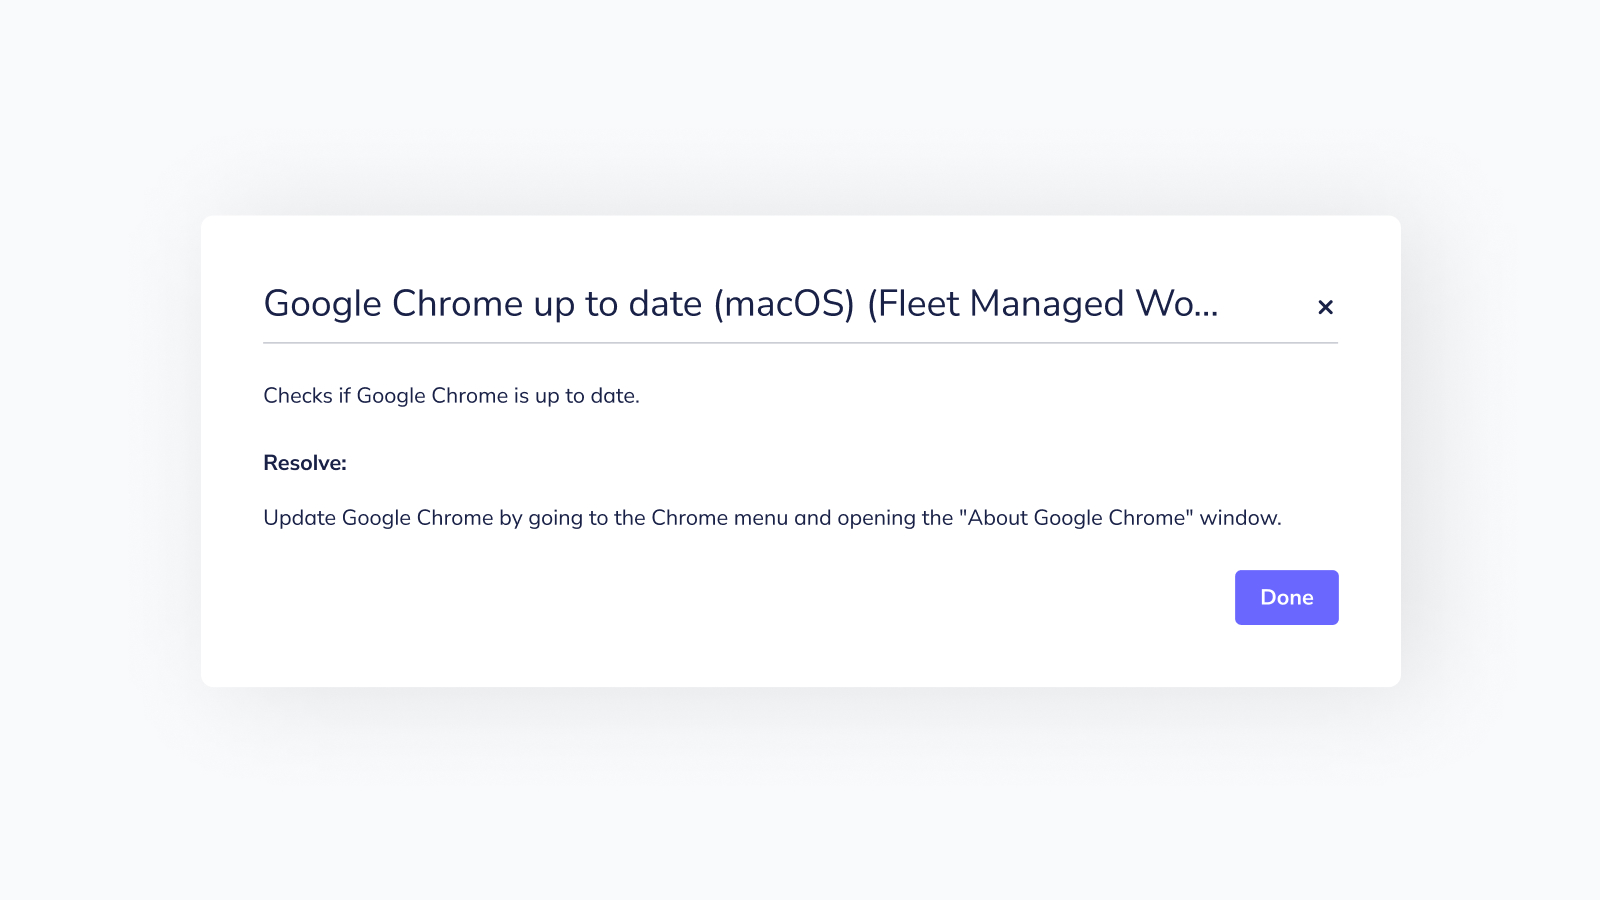 Google Chrome up to date (macOS) (Fleet Managed Wo...
Checks if Google Chrome is up to date.
Resolve:
Update Google Chrome by going to the Chrome menu and opening the "About Google Chrome" window.
Done